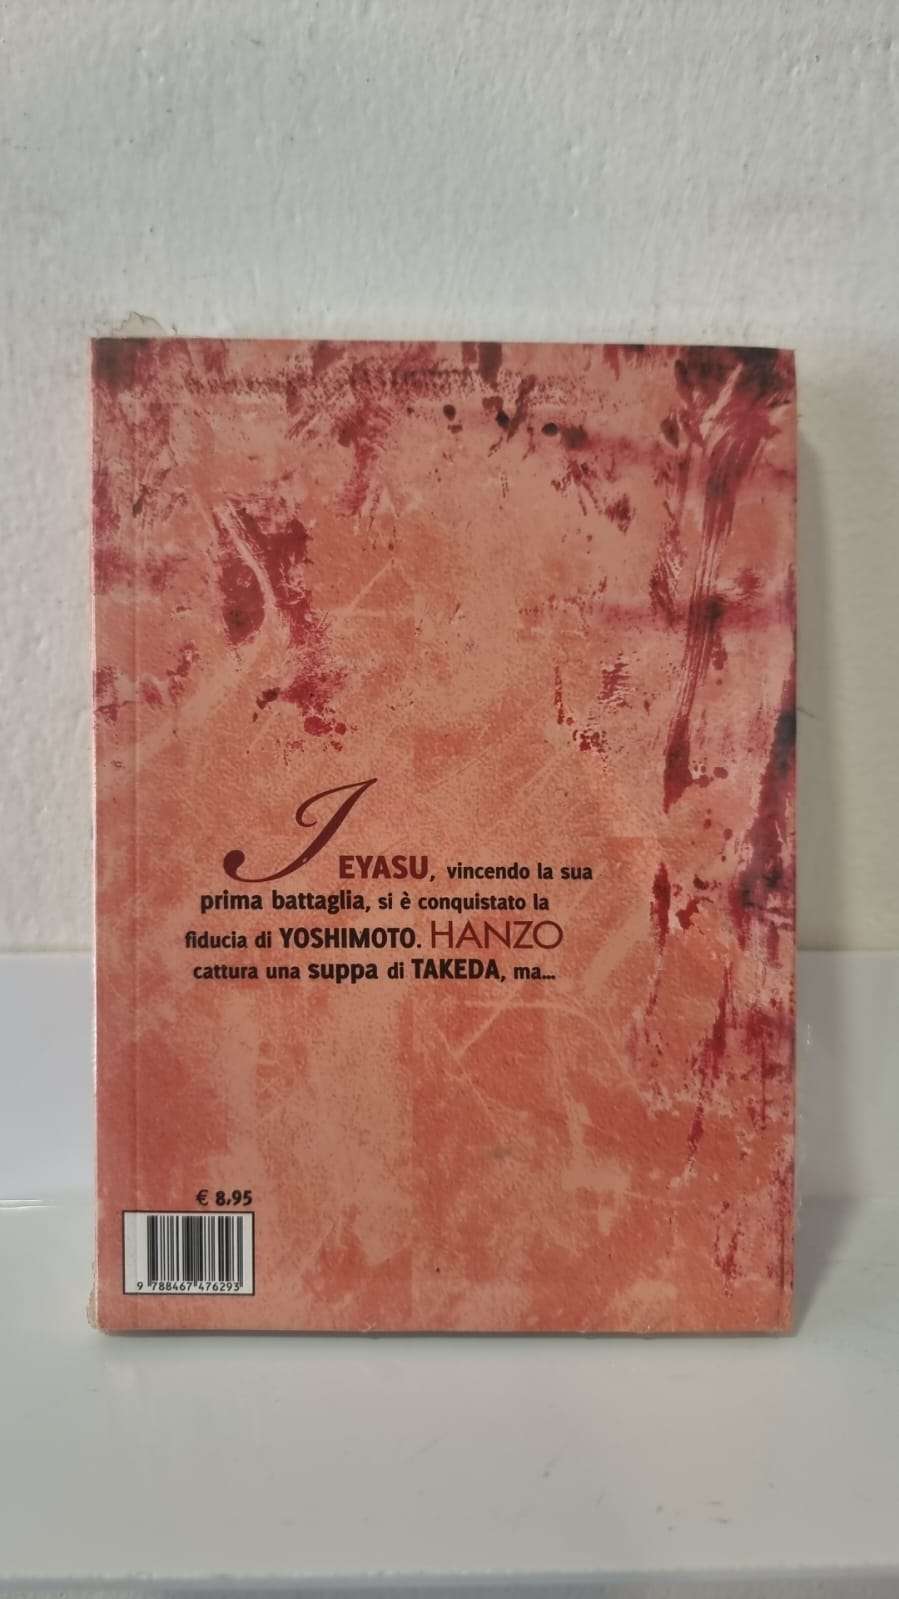 IEYASU, vincendo la sua
prima battaglia, si è conquistato la
fiducia di YOSHIMOTO. HANZO
cattura una suppa di TAKEDA, ma...
€ 8,95
9 788467 476293